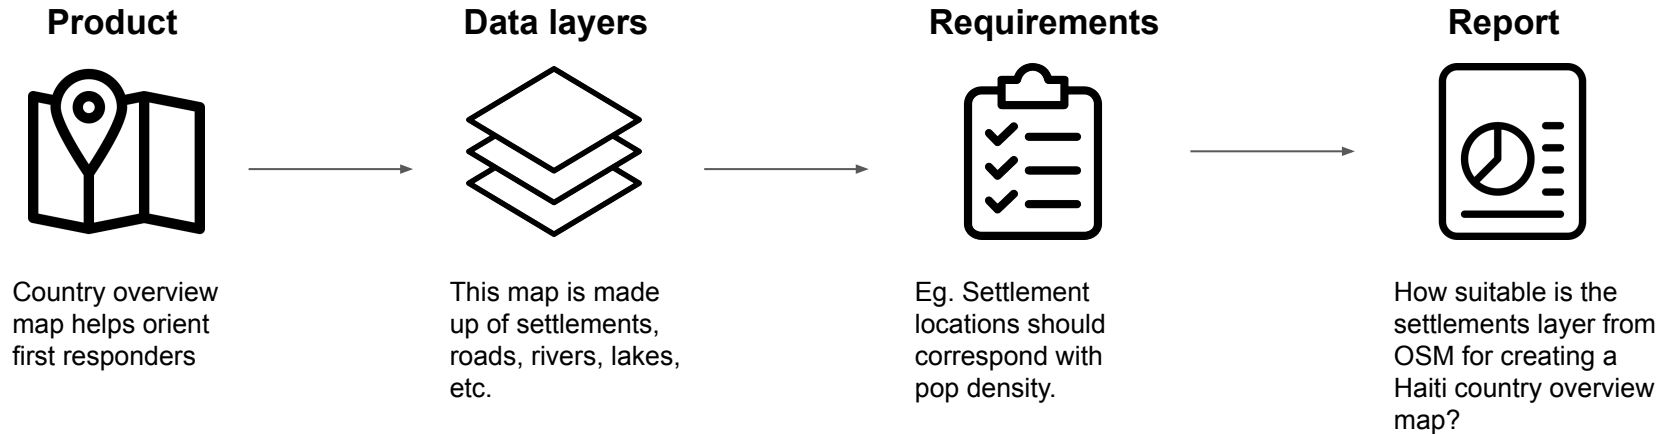 Product
Data layers
Requirements
Report
Country overview
map helps orient
first responders
This map is made
up of settlements,
roads, rivers, lakes,
etc.
Eg. Settlement
locations should
correspond with
pop density.
How suitable is the
settlements layer from
OSM for creating a
Haiti country overview
map?